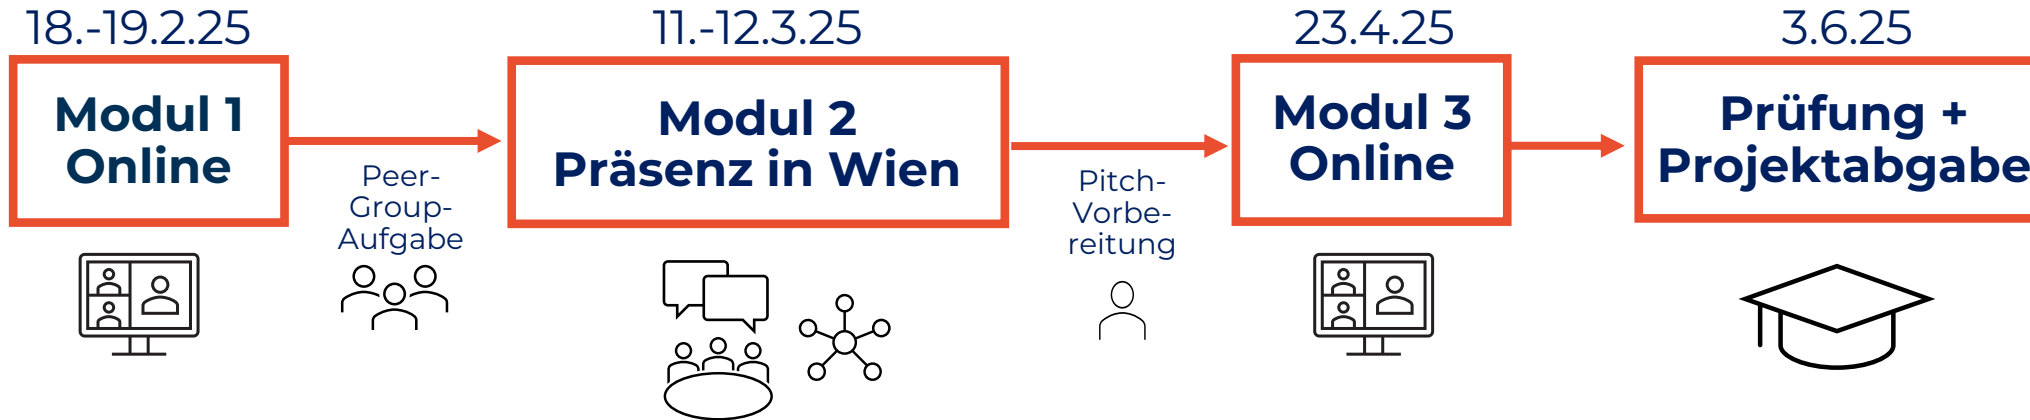 18.-19.2.25
Modul 1
Online
Peer-
Group-
Aufgabe
11.-12.3.25
Modul 2
Präsenz in Wien
Pitch-
Vorbe-
reitung
23.4.25
Modul 3
Online
3.6.25
Prüfung +
Projektabgabe